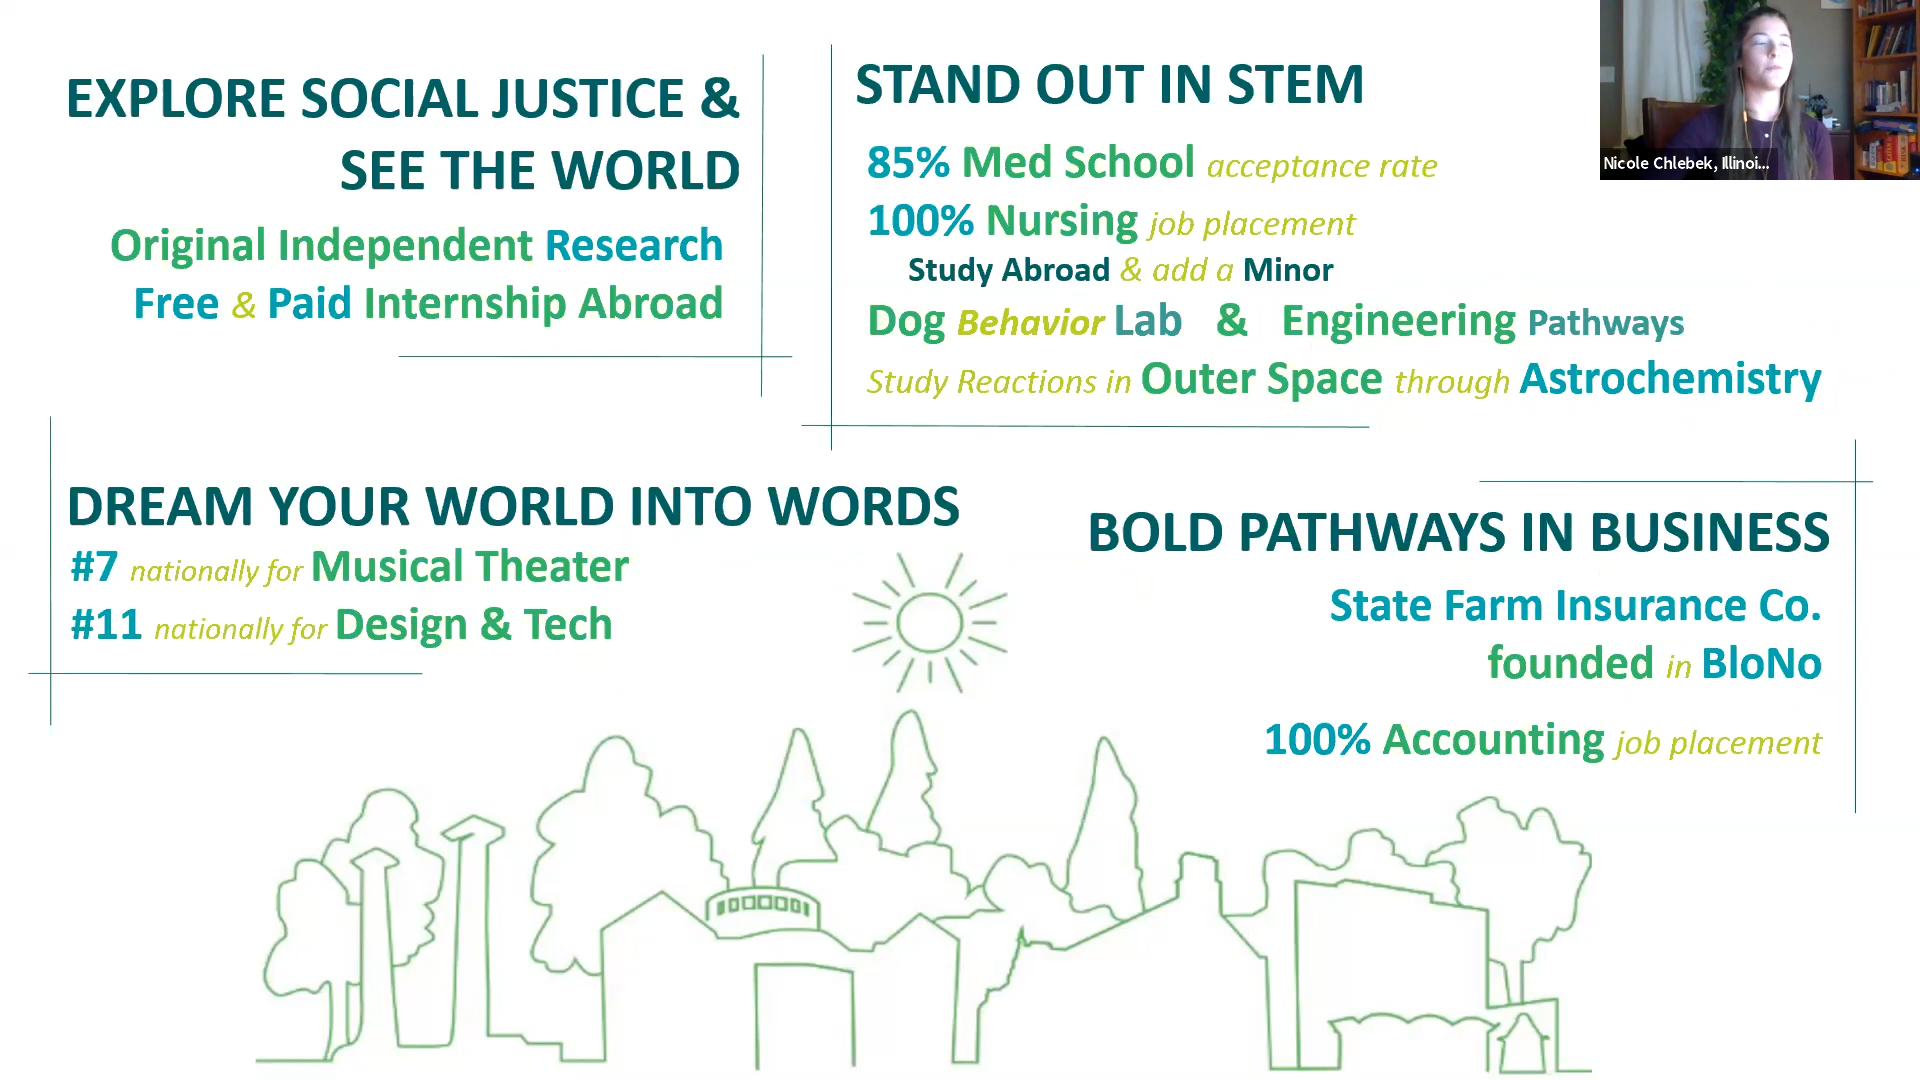 EXPLORE SOCIAL JUSTICE &
SEE THE WORLD
Original Independent Research
Free & Paid Internship Abroad
STAND OUT IN STEM
85% Med School acceptance rate
100% Nursing job placement
Study Abroad & add a Minor
Dog Behavior Lab & Engineering Pathways
Study Reactions in Outer Space through Astrochemistry
Nicole Chlebek, Illinoi...
DREAM YOUR WORLD INTO WORDS
#7 nationally for Musical Theater
#11 nationally for Design & Tech
BOLD PATHWAYS IN BUSINESS
State Farm Insurance Co.
founded in BloNo
100% Accounting job placement